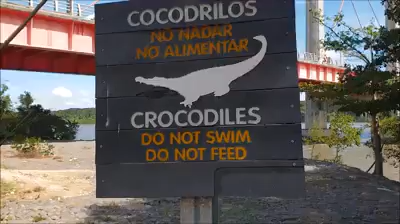 COCODRILOS
NO NADAR
NO ALIMENTAR
CROCODILES
DO NOT SWIM
DO NOT FEED